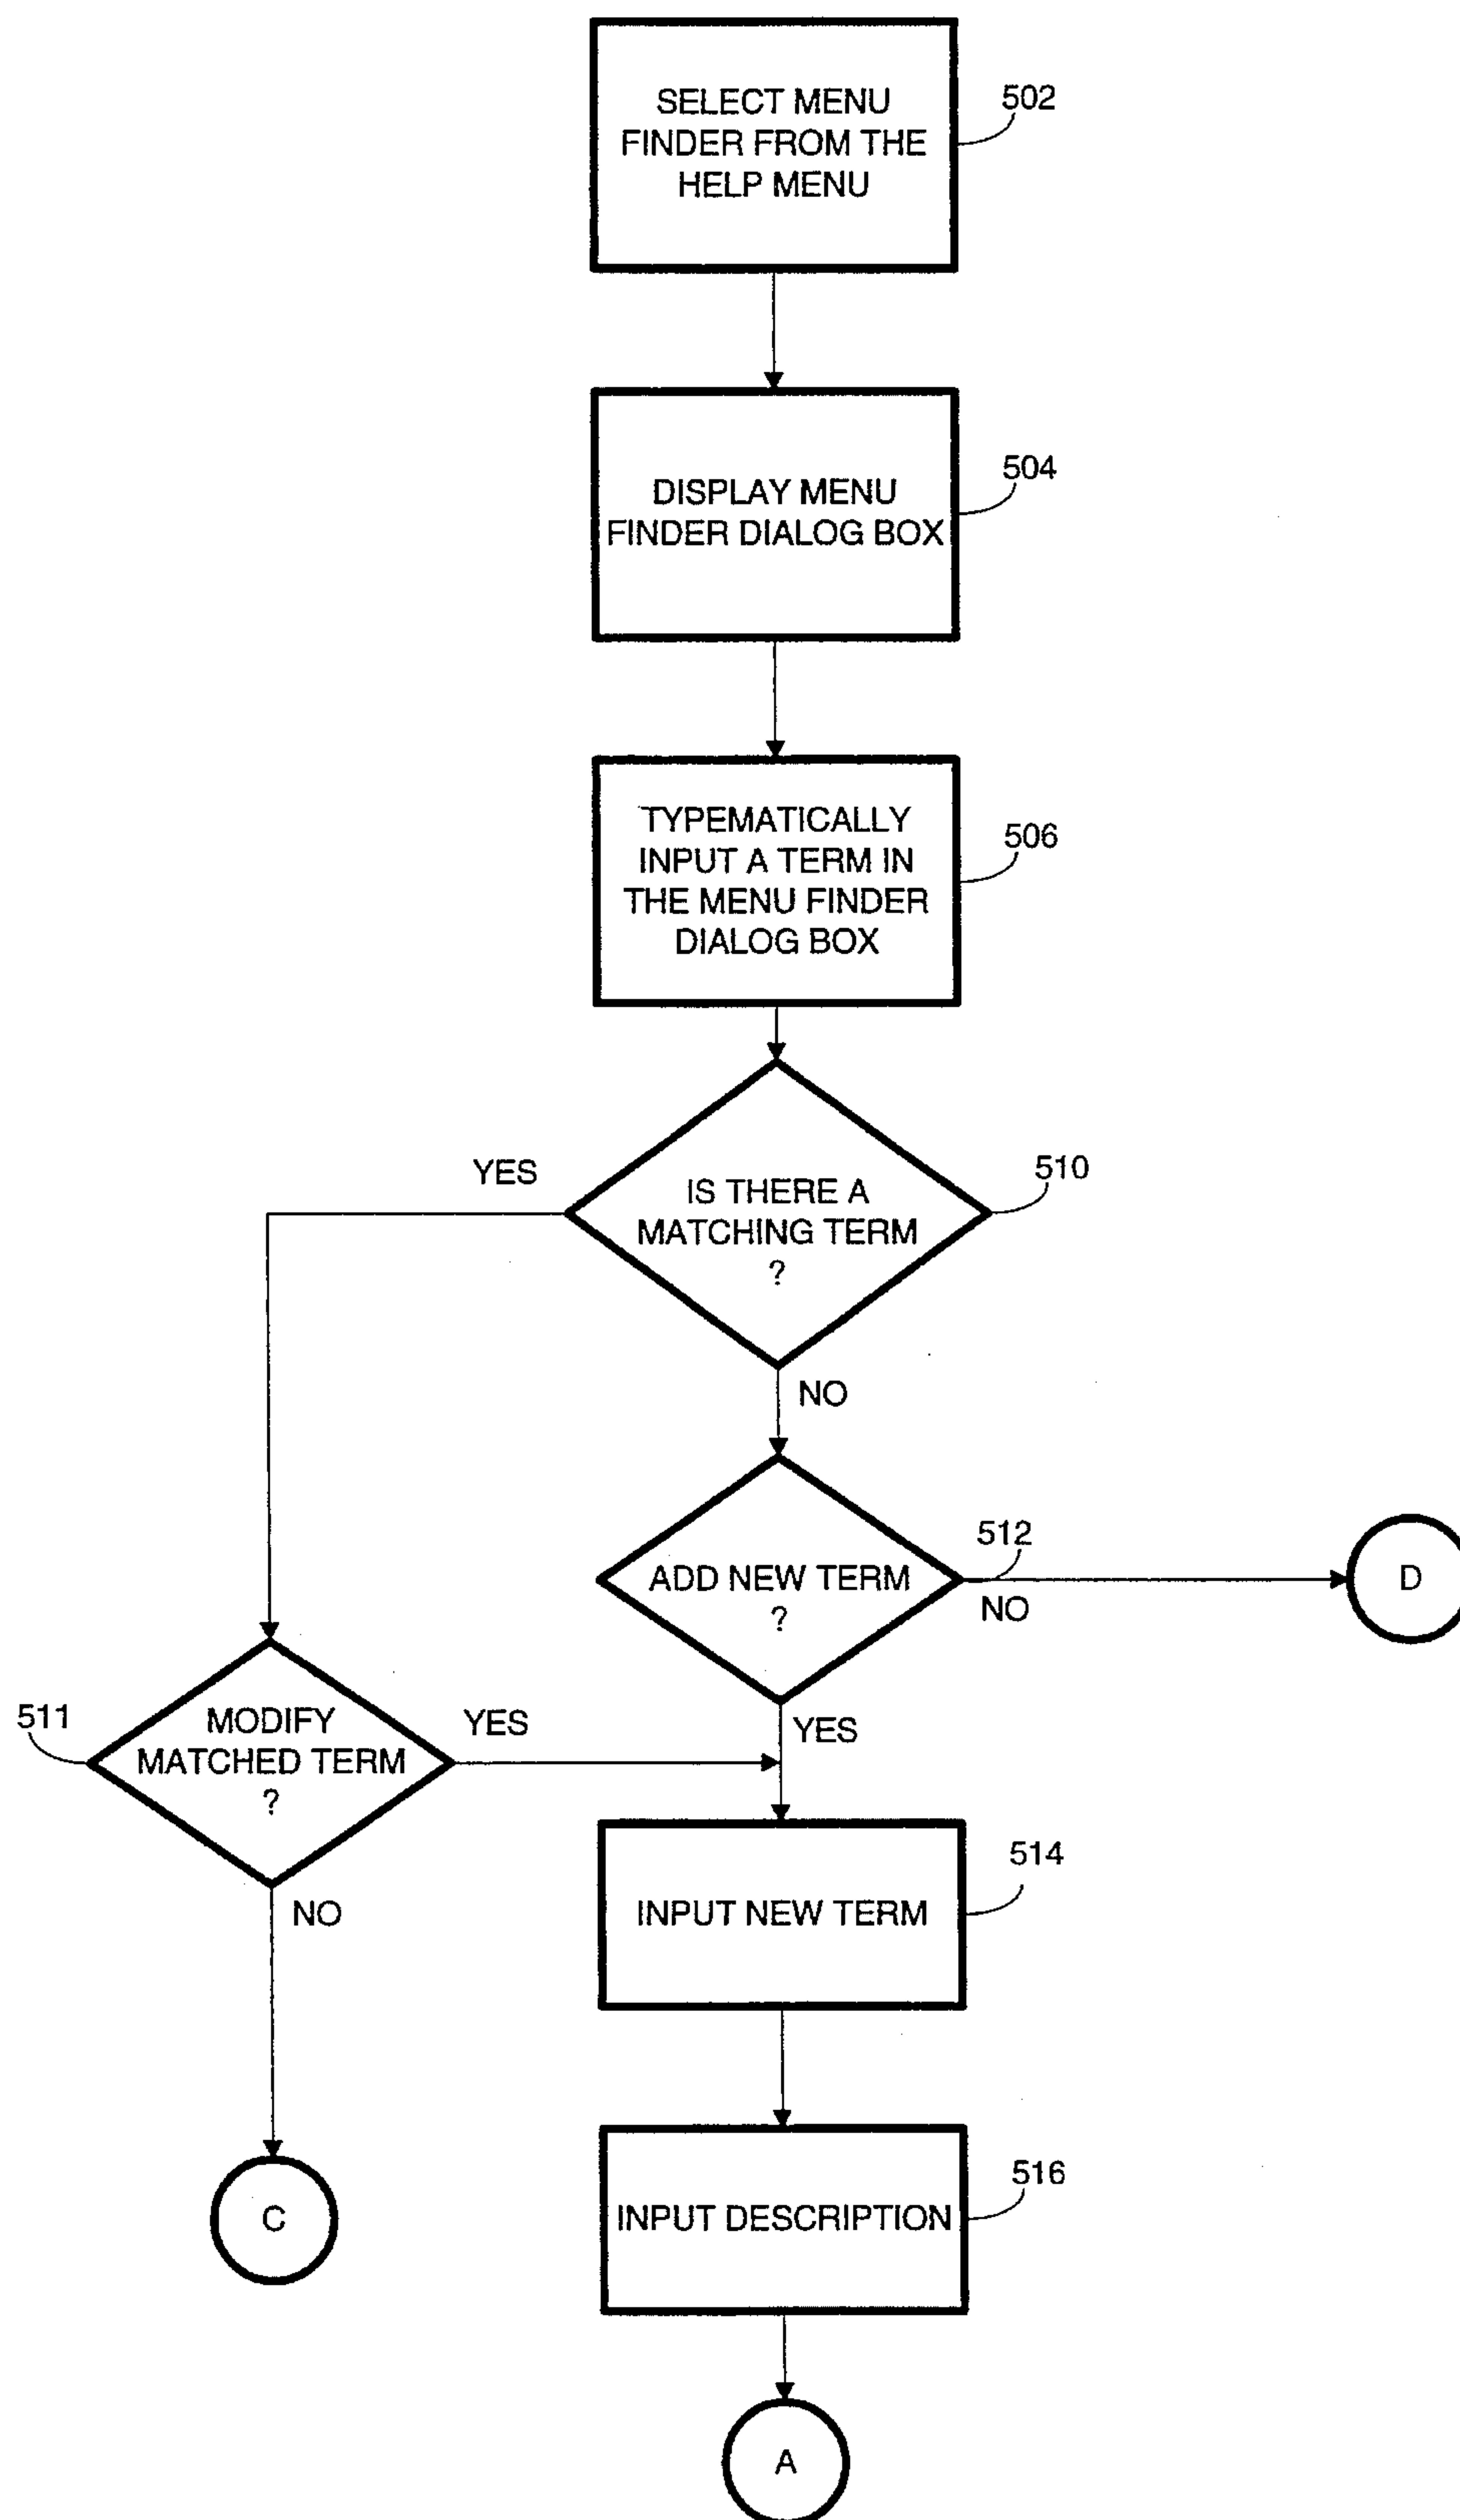 SELECT MENU
FINDER FROM THE
HELP MENU
502
DISPLAY MENU
FINDER DIALOG BOX
504
TYPEMATICALLY
INPUT A TERM IN
THE MENU FINDER
DIALOG BOX
506
YES
IS THERE A
MATCHING TERM
?
510
NO
ADD NEW TERM
?
512
NO
D
511
MODIFY
MATCHED TERM
?
YES
YES
NO
INPUT NEW TERM
514
INPUT DESCRIPTION
516
C
A